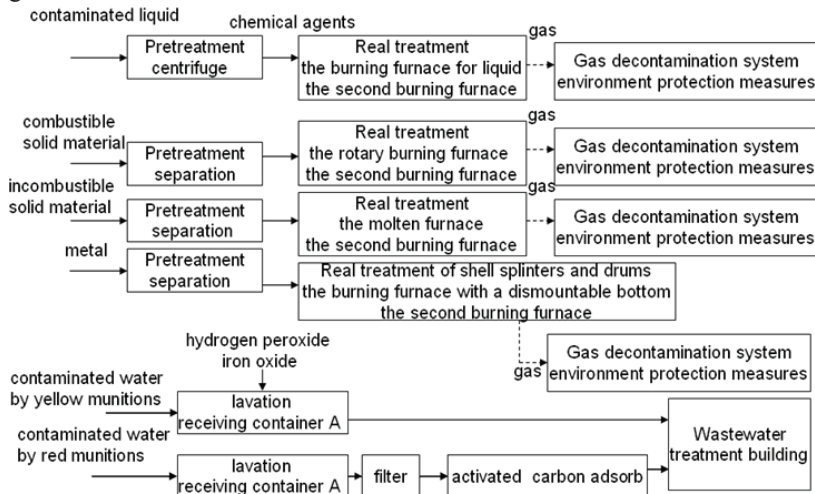 contaminated liquid
chemical agents
gas
Pretreatment
centrifuge
Real treatment
the burning furnace for liquid
the second burning furnace
Gas decontamination system
environment protection measures
combustible
solid material
gas
Pretreatment
separation
Real treatment
the rotary burning furnace
the second burning furnace
Gas decontamination system
environment protection measures
incombustible
solid material
gas
Pretreatment
separation
Real treatment
the molten furnace
the second burning furnace
Gas decontamination system
environment protection measures
metal
Pretreatment
separation
Real treatment of shell splinters and drums
the burning furnace with a dismountable bottom
the second burning furnace
gas
Gas decontamination system
environment protection measures
hydrogen peroxide
iron oxide
contaminated water
by yellow munitions
lavation
receiving container A
contaminated water
by red munitions
lavation
receiving container A
filter
activated carbon adsorb
Wastewater
treatment building